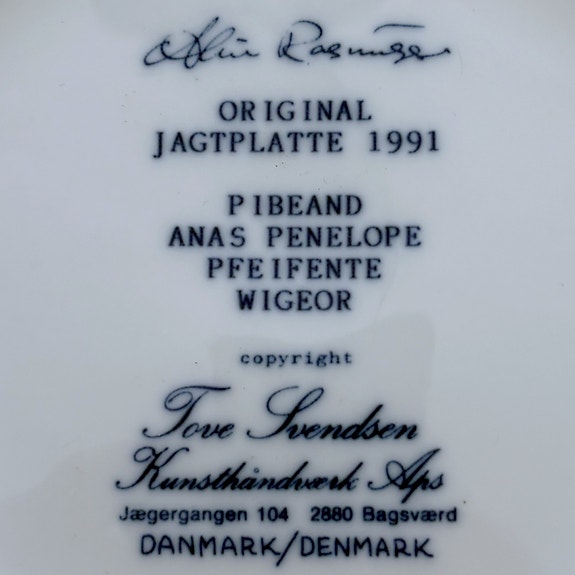 Rasmussen
ORIGINAL
JAGTPLATTE 1991
PIBEAND
ANAS PENELOPE
PFEIFENTE
WIGEOR
copyright
Tove Svendsen
Kunsthåndværk Aps
Jægergangen 104 2880 Bagsværd
DANMARK/DENMARK